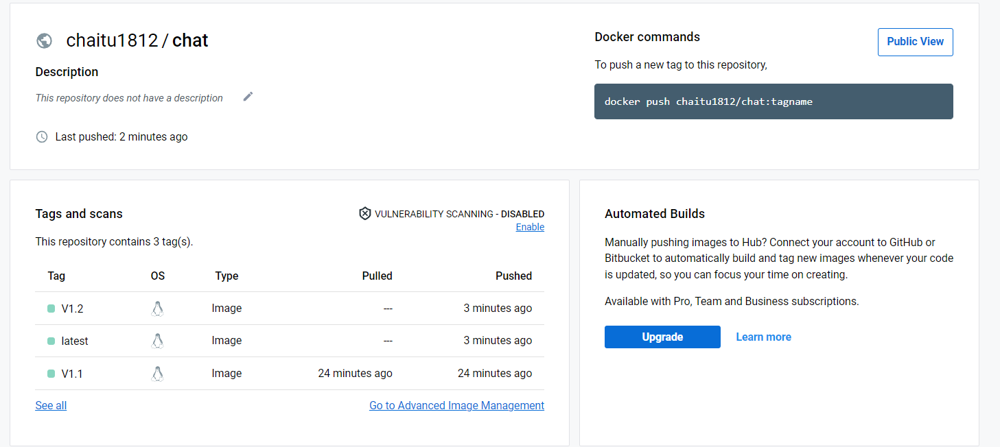 chaitu1812 / chat
Description
This repository does not have a description
Last pushed: 2 minutes ago
Docker commands
Public View
To push a new tag to this repository,
docker push chaitu1812/chat:tagname
Tags and scans
VULNERABILITY SCANNING - DISABLED
Enable
This repository contains 3 tag(s).
Tag OS Type Pulled Pushed
V1.2 Image --- 3 minutes ago
latest Image --- 3 minutes ago
V1.1 Image 24 minutes ago 24 minutes ago
See all Go to Advanced Image Management
Automated Builds
Manually pushing images to Hub? Connect your account to GitHub or
Bitbucket to automatically build and tag new images whenever your code
is updated, so you can focus your time on creating.
Available with Pro, Team and Business subscriptions.
Upgrade Learn more